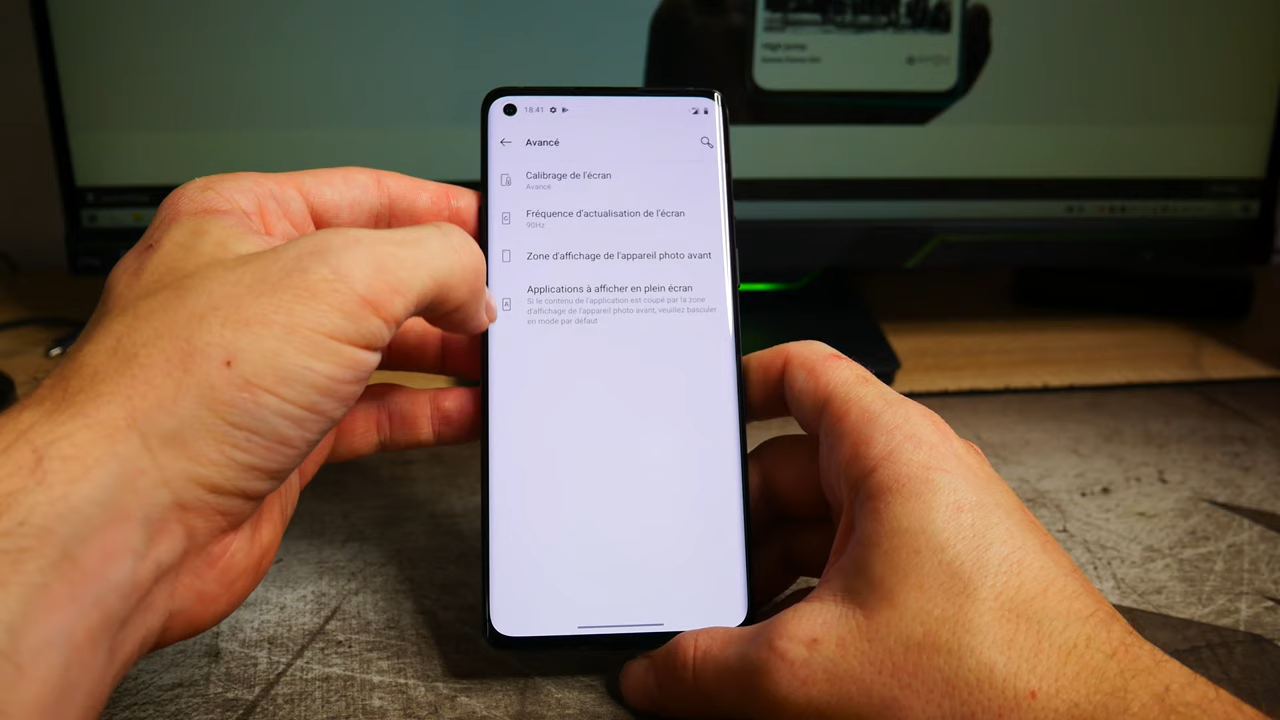 18:41
Avancé
Calibrage de l'écran
Avancé
Fréquence d'actualisation de l'écran
90Hz
Zone d'affichage de l'appareil photo avant
Applications à afficher en plein écran
Si le contenu de l'application est coupé par la zone
d'affichage de l'appareil photo avant, veuillez basculer
en mode par défaut